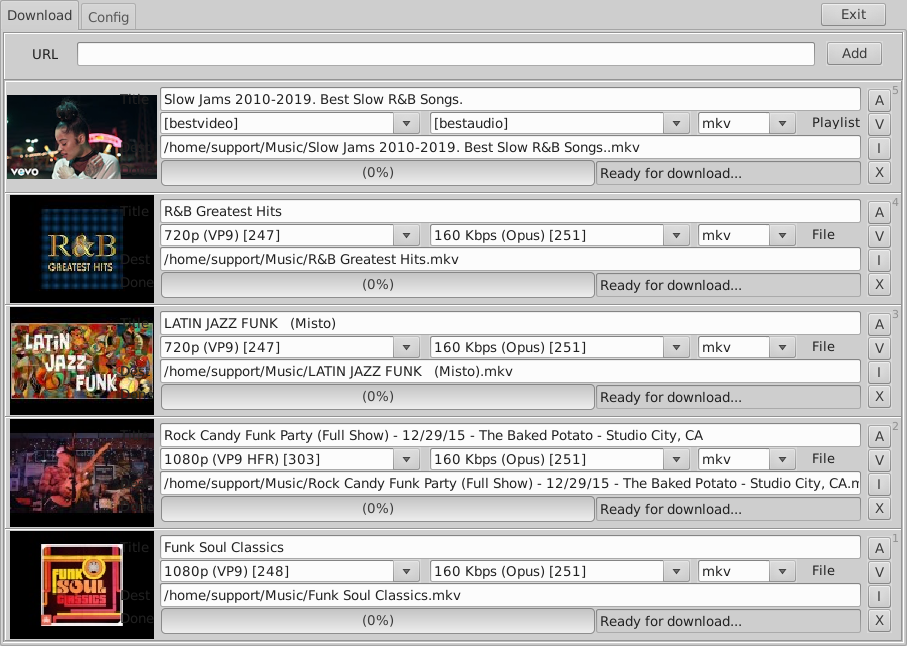 Download Config Exit
URL Add
Title Slow Jams 2010-2019. Best Slow R&B Songs. A 5
[bestvideo] [bestaudio] mkv Playlist V
/home/support/Music/Slow Jams 2010-2019. Best Slow R&B Songs..mkv I
vevo (0%) Ready for download... X
Title R&B Greatest Hits A 4
R&B
GREATEST HITS
720p (VP9) [247] 160 Kbps (Opus) [251] mkv File V
Dest /home/support/Music/R&B Greatest Hits.mkv I
Done (0%) Ready for download... X
Title LATIN JAZZ FUNK (Misto) A 3
LATIN
JAZZ
FUNK
720p (VP9) [247] 160 Kbps (Opus) [251] mkv File V
Dest /home/support/Music/LATIN JAZZ FUNK (Misto).mkv I
(0%) Ready for download... X
Title Rock Candy Funk Party (Full Show) - 12/29/15 - The Baked Potato - Studio City, CA A 2
1080p (VP9 HFR) [303] 160 Kbps (Opus) [251] mkv File V
/home/support/Music/Rock Candy Funk Party (Full Show) - 12/29/15 - The Baked Potato - Studio City, CA.m I
(0%) Ready for download... X
Title Funk Soul Classics A 1
FUNK
SOUL
CLASSICS
1080p (VP9) [248] 160 Kbps (Opus) [251] mkv File V
Dest /home/support/Music/Funk Soul Classics.mkv I
Done (0%) Ready for download... X